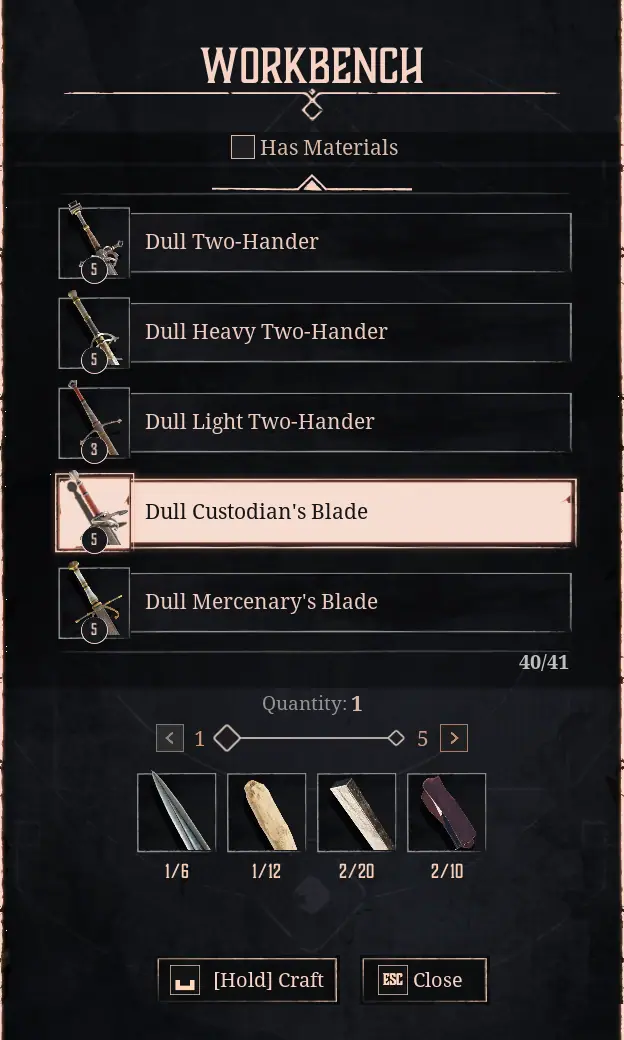 WORKBENCH
Has Materials
5
Dull Two-Hander
5
Dull Heavy Two-Hander
3
Dull Light Two-Hander
5
Dull Custodian's Blade
5
Dull Mercenary's Blade
40/41
Quantity: 1
< 1 5 >
1/6 1/12 2/20 2/10
[Hold] Craft ESC Close